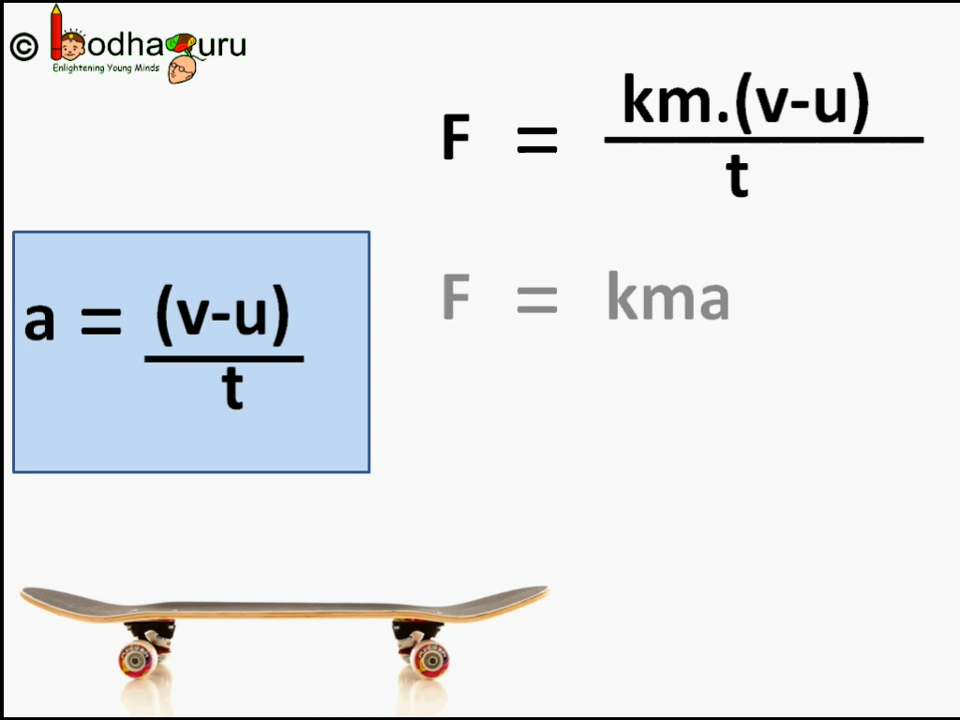 © BodhaGuru
Enlightening Young Minds
F = km.(v-u)
t
a = (v-u)
t
F = kma